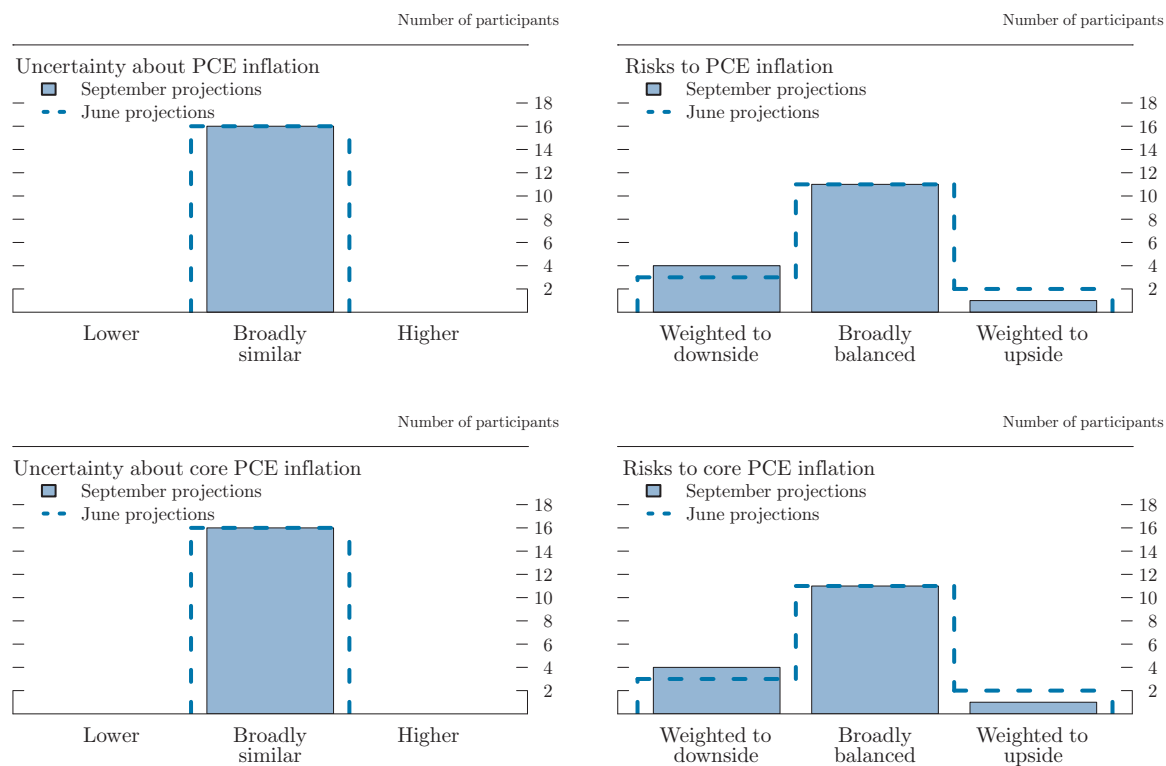 Number of participants
Uncertainty about PCE inflation
September projections
June projections
18
16
14
12
10
8
6
4
2
Lower
Broadly
similar
Higher
Number of participants
Risks to PCE inflation
September projections
June projections
18
16
14
12
10
8
6
4
2
Weighted to
downside
Broadly
balanced
Weighted to
upside
Number of participants
Uncertainty about core PCE inflation
September projections
June projections
18
16
14
12
10
8
6
4
2
Lower
Broadly
similar
Higher
Number of participants
Risks to core PCE inflation
September projections
June projections
18
16
14
12
10
8
6
4
2
Weighted to
downside
Broadly
balanced
Weighted to
upside